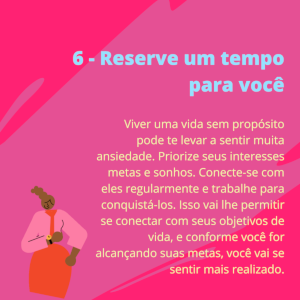 6 - Reserve um tempo
para você
Viver uma vida sem propósito
pode te levar a sentir muita
ansiedade. Priorize seus interesses
metas e sonhos. Conecte-se com
eles regularmente e trabalhe para
conquistá-los. Isso vai lhe permitir
se conectar com seus objetivos de
vida, e conforme você for
alcançando suas metas, você vai se
sentir mais realizado.